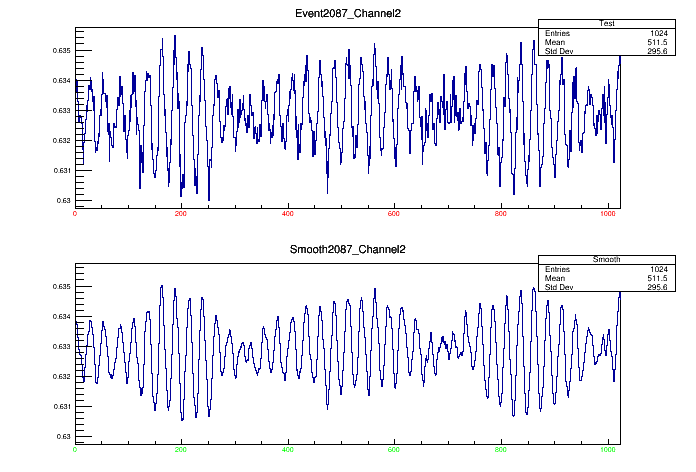 Event2087_Channel2
Test
Entries 1024
Mean 511.5
Std Dev 295.6
0.635
0.634
0.633
0.632
0.631
0.63
0 200 400 600 800 1000
Smooth2087_Channel2
Smooth
Entries 1024
Mean 511.5
Std Dev 295.6
0.635
0.634
0.633
0.632
0.631
0.63
0 200 400 600 800 1000